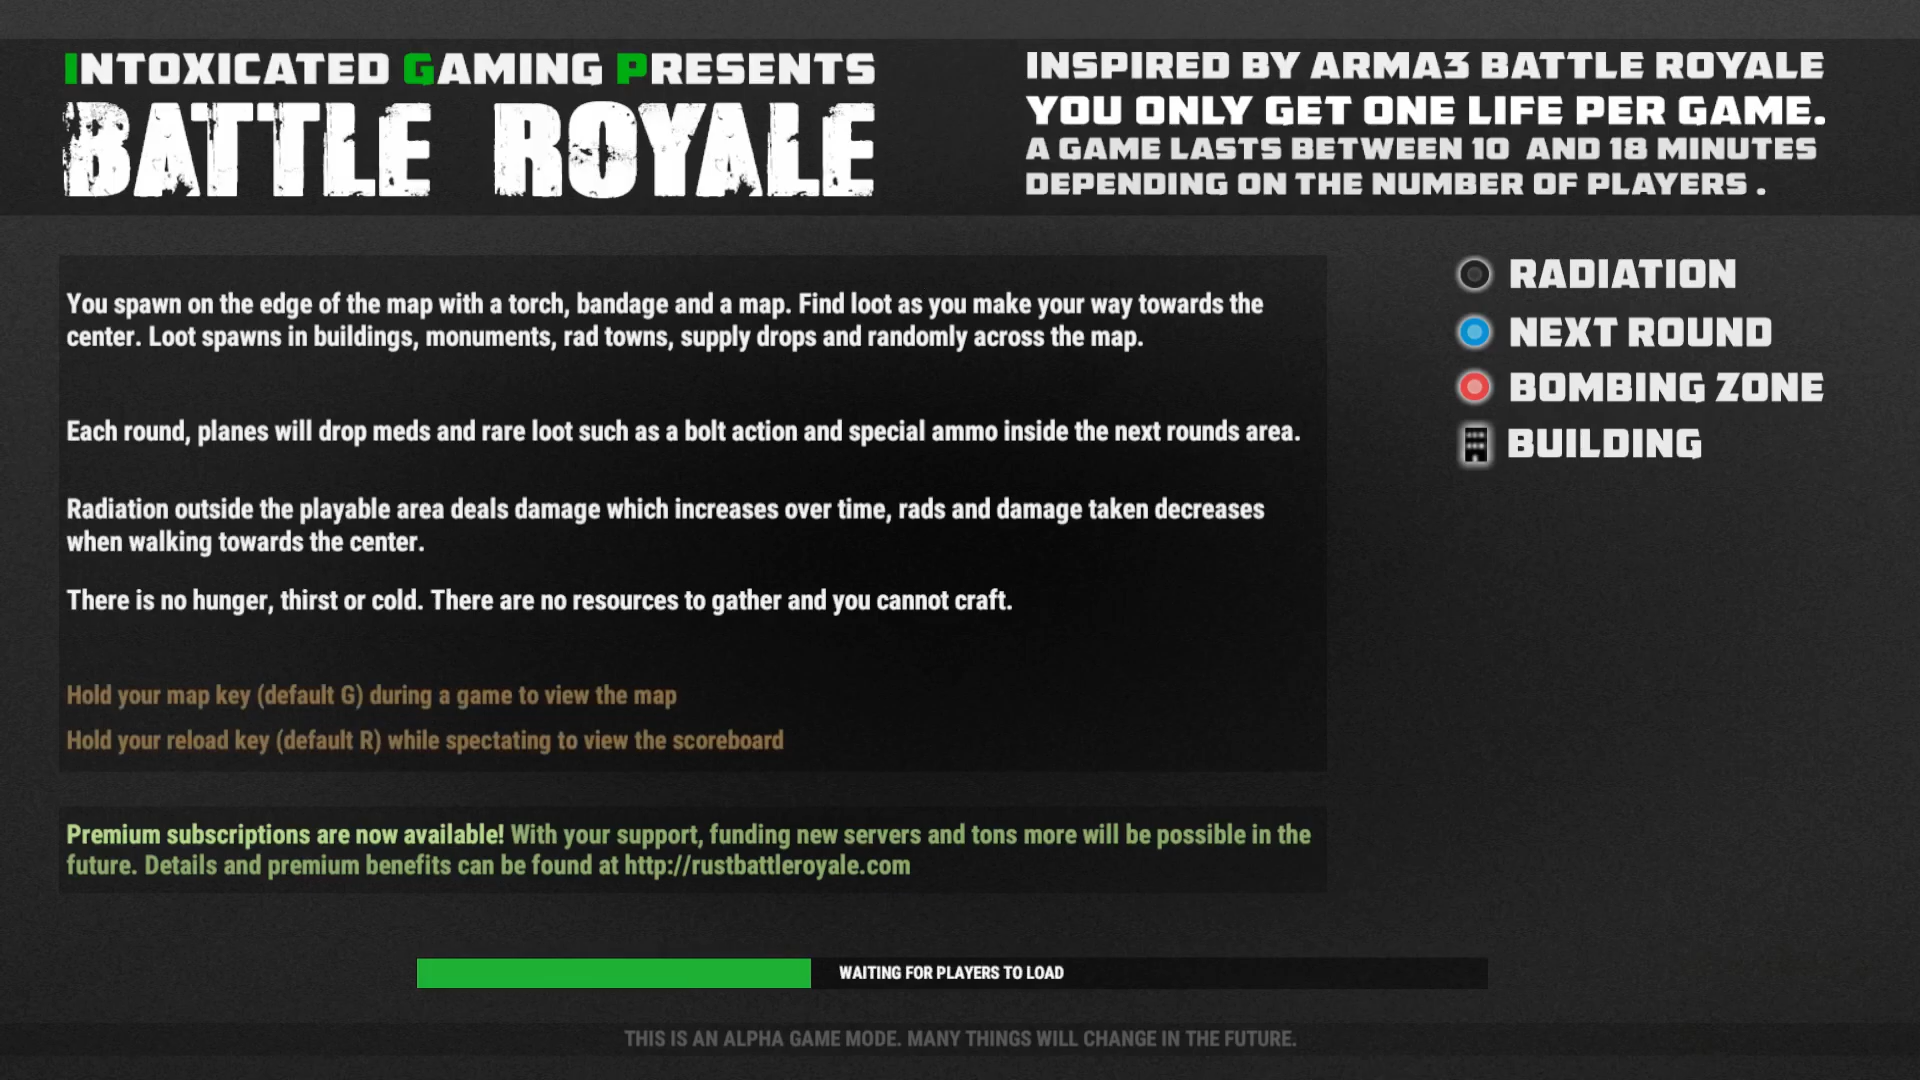 INTOXICATED GAMING PRESENTS
BATTLE ROYALE
INSPIRED BY ARMA3 BATTLE ROYALE
YOU ONLY GET ONE LIFE PER GAME.
A GAME LASTS BETWEEN 10 AND 18 MINUTES
DEPENDING ON THE NUMBER OF PLAYERS .
You spawn on the edge of the map with a torch, bandage and a map. Find loot as you make your way towards the
center. Loot spawns in buildings, monuments, rad towns, supply drops and randomly across the map.
Each round, planes will drop meds and rare loot such as a bolt action and special ammo inside the next rounds area.
Radiation outside the playable area deals damage which increases over time, rads and damage taken decreases
when walking towards the center.
There is no hunger, thirst or cold. There are no resources to gather and you cannot craft.
Hold your map key (default G) during a game to view the map
Hold your reload key (default R) while spectating to view the scoreboard
RADIATION
NEXT ROUND
BOMBING ZONE
BUILDING
Premium subscriptions are now available! With your support, funding new servers and tons more will be possible in the
future. Details and premium benefits can be found at http://rustbattleroyale.com
WAITING FOR PLAYERS TO LOAD
THIS IS AN ALPHA GAME MODE. MANY THINGS WILL CHANGE IN THE FUTURE.